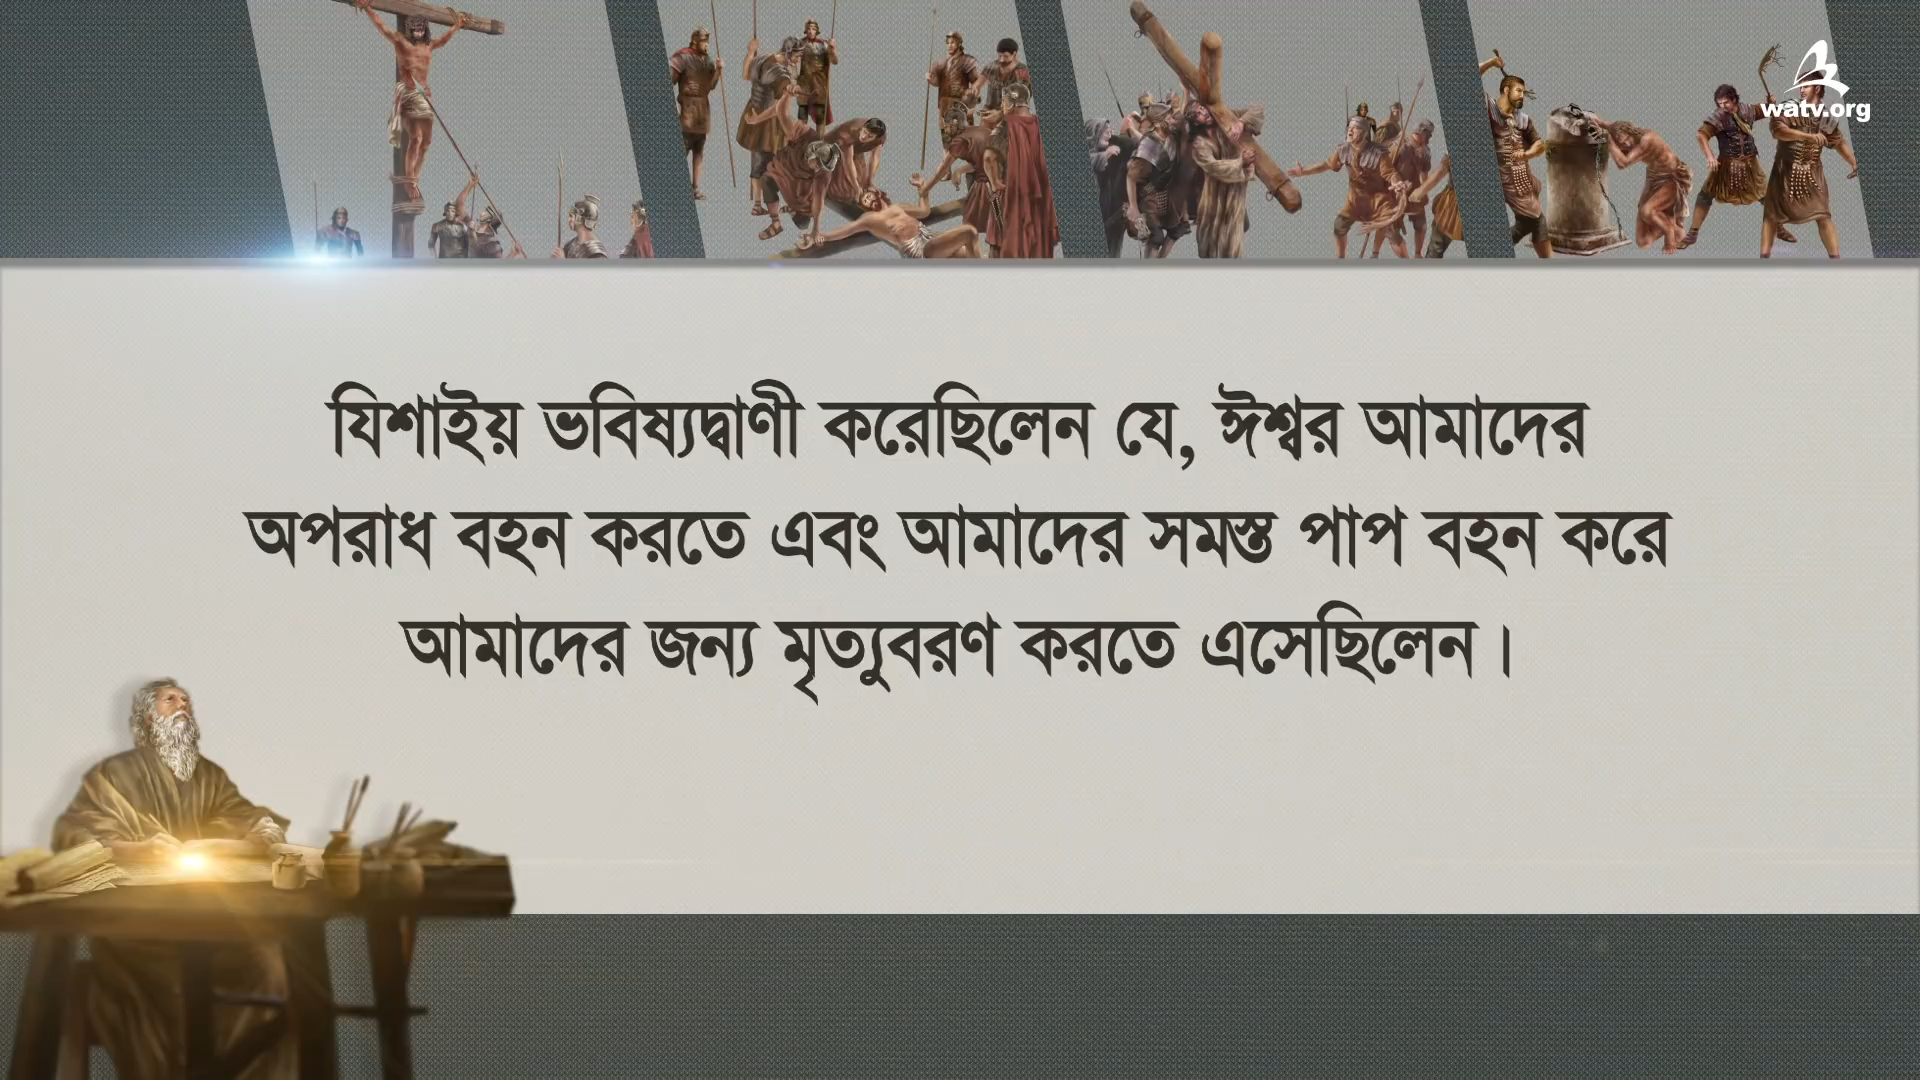 watv.org
যিশাইয় ভবিষ্যদ্বাণী করেছিলেন যে, ঈশ্বর আমাদের
অপরাধ বহন করতে এবং আমাদের সমস্ত পাপ বহন করে
আমাদের জন্য মৃত্যুবরণ করতে এসেছিলেন।